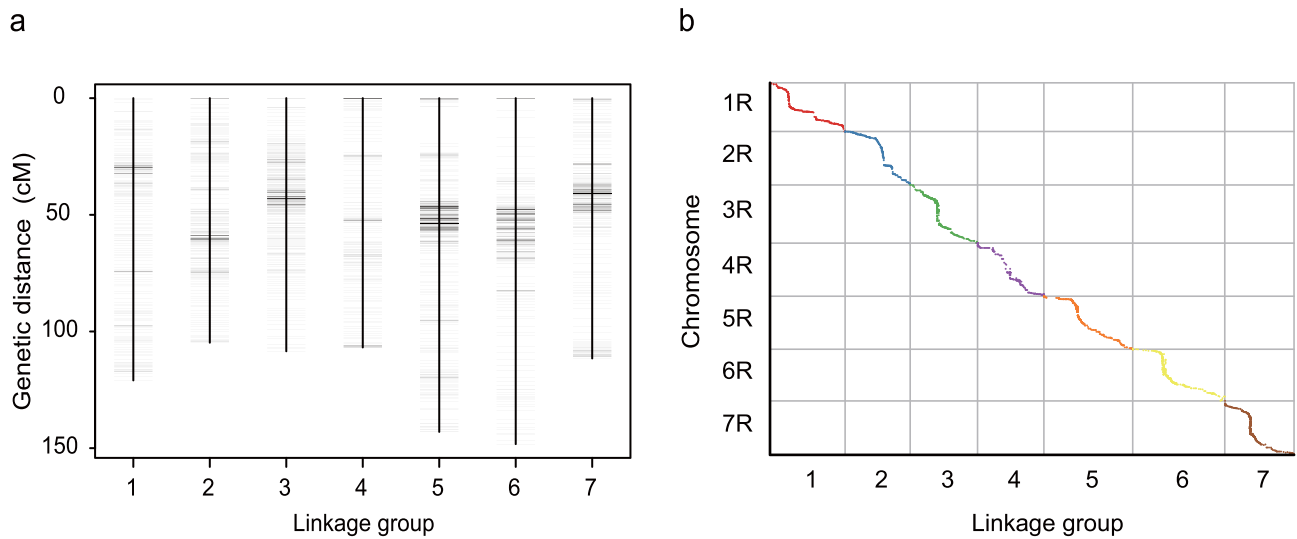 a
0
50
100
150
Genetic distance (cM)
1 2 3 4 5 6 7
Linkage group
b
1R
2R
3R
4R
5R
6R
7R
Chromosome
1 2 3 4 5 6 7
Linkage group